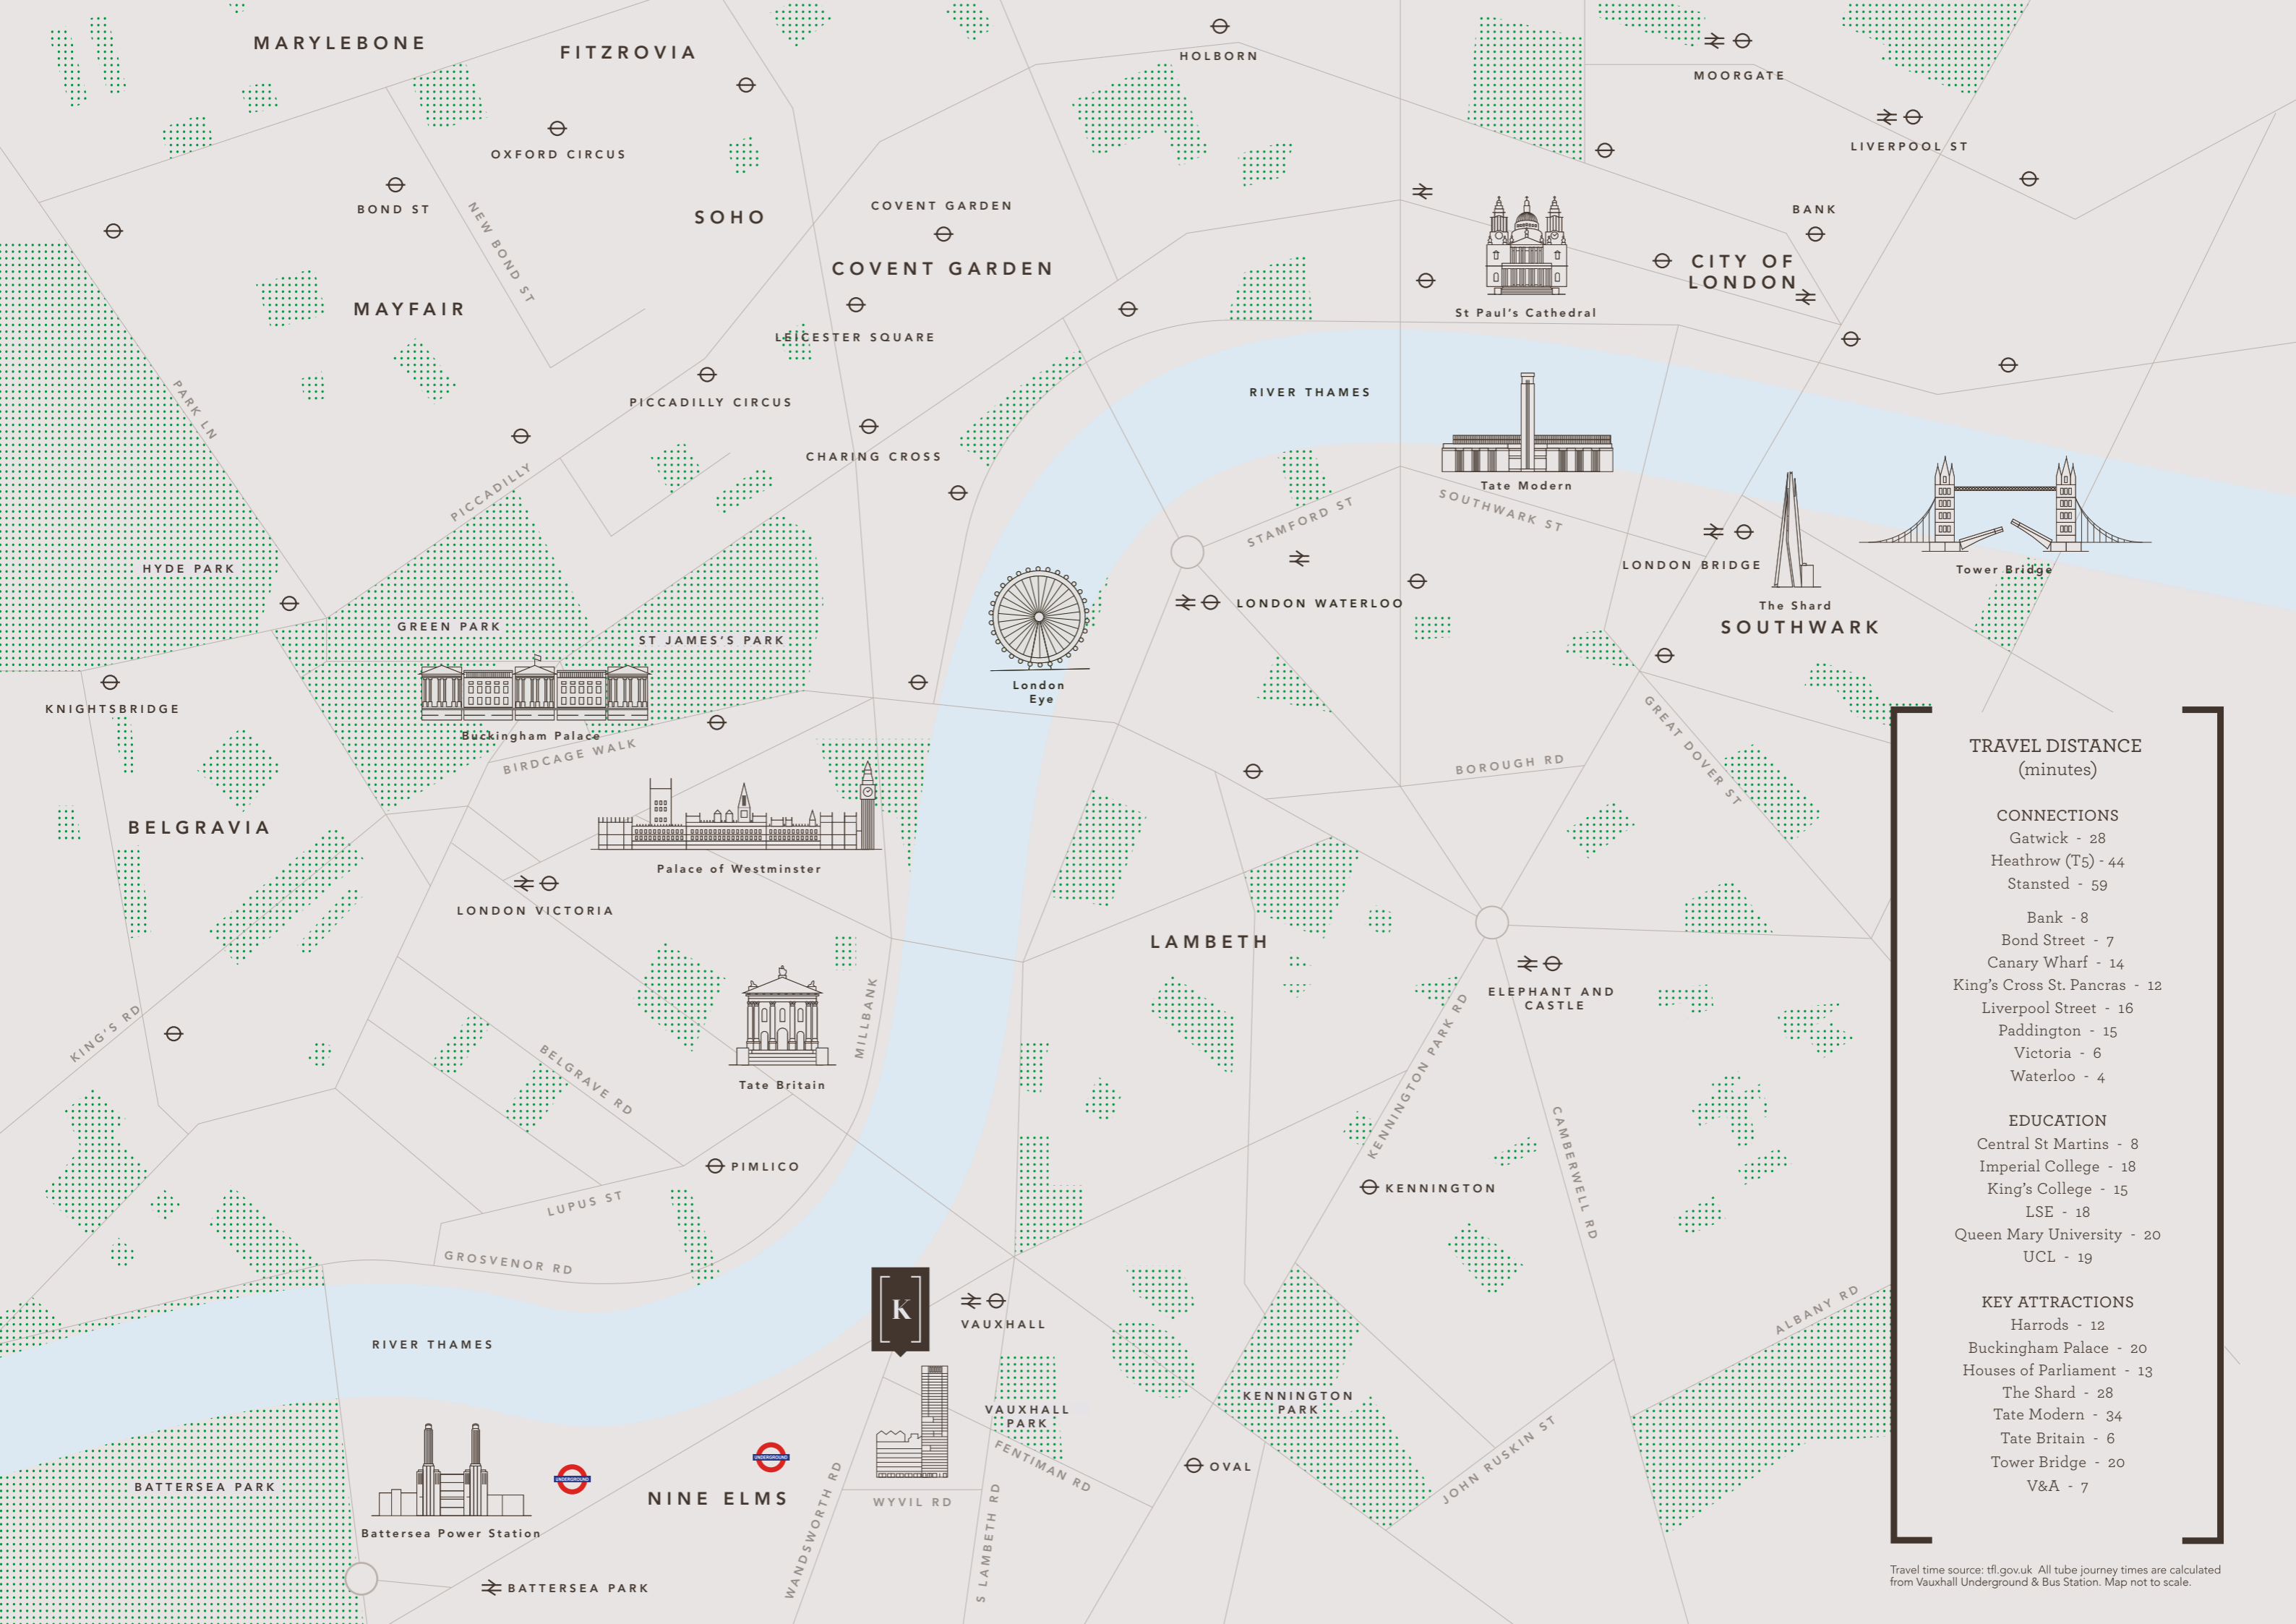 MARYLEBONE
FITZROVIA
HOLBORN
MOORGATE
OXFORD CIRCUS
LIVERPOOL ST
BOND ST
NEW BOND ST
SOHO
COVENT GARDEN
COVENT GARDEN
BANK
CITY OF
LONDON
MAYFAIR
LEICESTER SQUARE
St Paul's Cathedral
PARK LN
PICCADILLY CIRCUS
RIVER THAMES
CHARING CROSS
PICCADILLY
Tate Modern
STAMFORD ST
SOUTHWARK ST
HYDE PARK
LONDON BRIDGE
Tower Bridge
GREEN PARK
ST JAMES'S PARK
LONDON WATERLOO
The Shard
SOUTHWARK
KNIGHTSBRIDGE
London
Eye
Buckingham Palace
BIRDCAGE WALK
BOROUGH RD
GREAT DOVER ST
BELGRAVIA
Palace of Westminster
LONDON VICTORIA
LAMBETH
ELEPHANT AND
CASTLE
KING'S RD
BELGRAVE RD
MILLBANK
Tate Britain
KENNINGTON PARK RD
CAMBERWELL RD
PIMLICO
KENNINGTON
LUPUS ST
GROSVENOR RD
K
VAUXHALL
ALBANY RD
RIVER THAMES
VAUXHALL
PARK
KENNINGTON
PARK
FENTIMAN RD
OVAL
JOHN RUSKIN ST
BATTERSEA PARK
UNDERGROUND
UNDERGROUND
NINE ELMS
WYVIL RD
WANDSWORTH RD
S LAMBETH RD
Battersea Power Station
BATTERSEA PARK
TRAVEL DISTANCE
(minutes)
CONNECTIONS
Gatwick - 28
Heathrow (T5) - 44
Stansted - 59
Bank - 8
Bond Street - 7
Canary Wharf - 14
King's Cross St. Pancras - 12
Liverpool Street - 16
Paddington - 15
Victoria - 6
Waterloo - 4
EDUCATION
Central St Martins - 8
Imperial College - 18
King's College - 15
LSE - 18
Queen Mary University - 20
UCL - 19
KEY ATTRACTIONS
Harrods - 12
Buckingham Palace - 20
Houses of Parliament - 13
The Shard - 28
Tate Modern - 34
Tate Britain - 6
Tower Bridge - 20
V&A - 7
Travel time source: tfl.gov.uk All tube journey times are calculated
from Vauxhall Underground & Bus Station. Map not to scale.